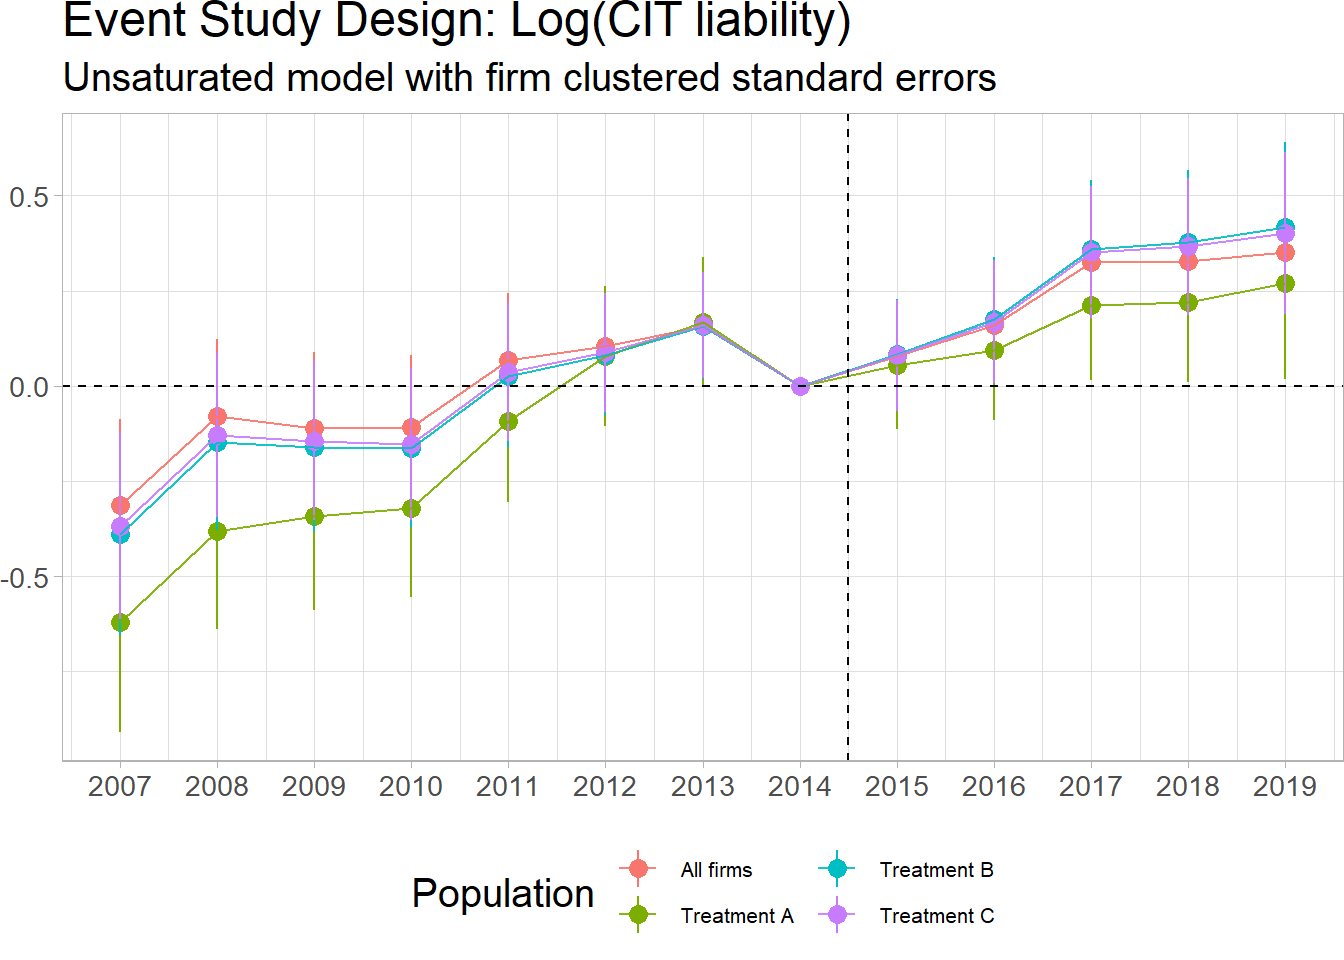 Event Study Design: Log(CIT liability)
Unsaturated model with firm clustered standard errors
0.5
0.0
-0.5
2007 2008 2009 2010 2011 2012 2013 2014 2015 2016 2017 2018 2019
Population
All firms
Treatment A
Treatment B
Treatment C